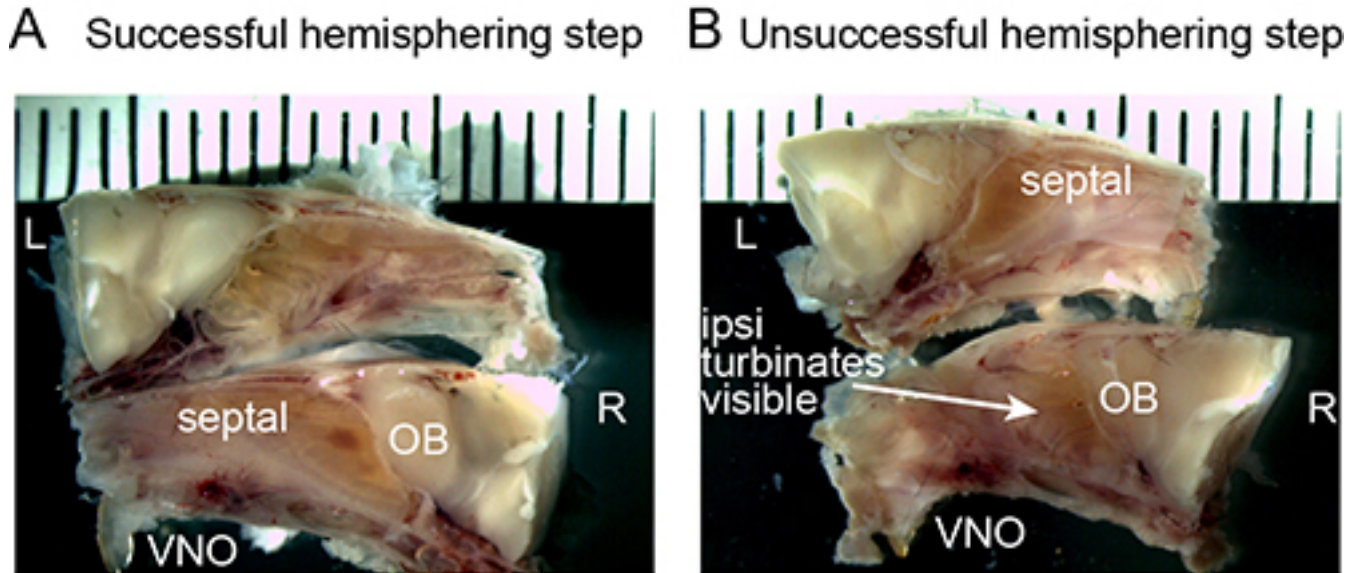 A Successful hemisphering step
B Unsuccessful hemisphering step
L
septal
OB
R
VNO
septal
L
ipsi
turbinates
visible
OB
R
VNO